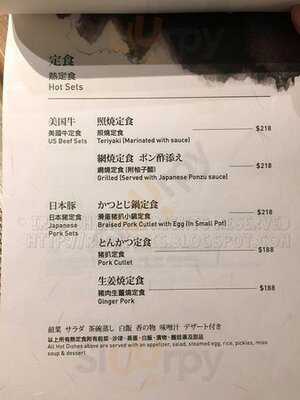 定食
熱定食
Hot Sets
美国牛 照焼定食
美國牛定食 照燒定食 $218
US Beef Sets Teriyaki (Marinated with sauce)
網焼定食 ポン酢添え
網燒定食 (附柚子醋) $218
Grilled (Served with Japanese Ponzu sauce)
日本豚 かつとじ鍋定食
日本豬定食 滑蛋豬扒小鍋定食 $218
Japanese Braised Pork Cutlet with Egg (In Small Pot)
Pork Sets
とんかつ定食
豬扒定食 $188
Pork Cutlet
生姜焼定食
豬肉生薑燒定食 $188
Ginger Pork
前菜 サラダ 茶碗蒸し 白飯 香の物 味噌汁 デザート付き
以上所有熱定食附有前菜、沙律、蒸蛋、白飯、漬物、麵豉湯及甜品
All Hot Dishes above are served with an appetizer, salad, steamed egg, rice, pickles, miso
soup & dessert